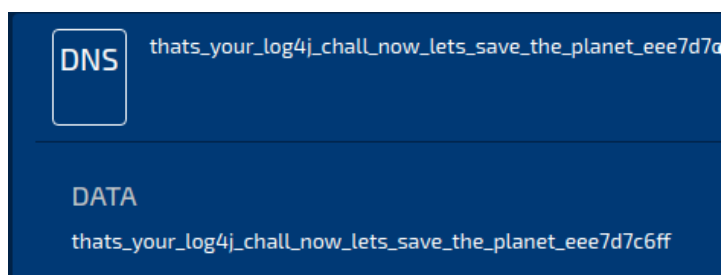 DNS
thats_your_log4j_chall_now_lets_save_the_planet_eee7d7
DATA
thats_your_log4j_chall_now_lets_save_the_planet_eee7d7c6ff